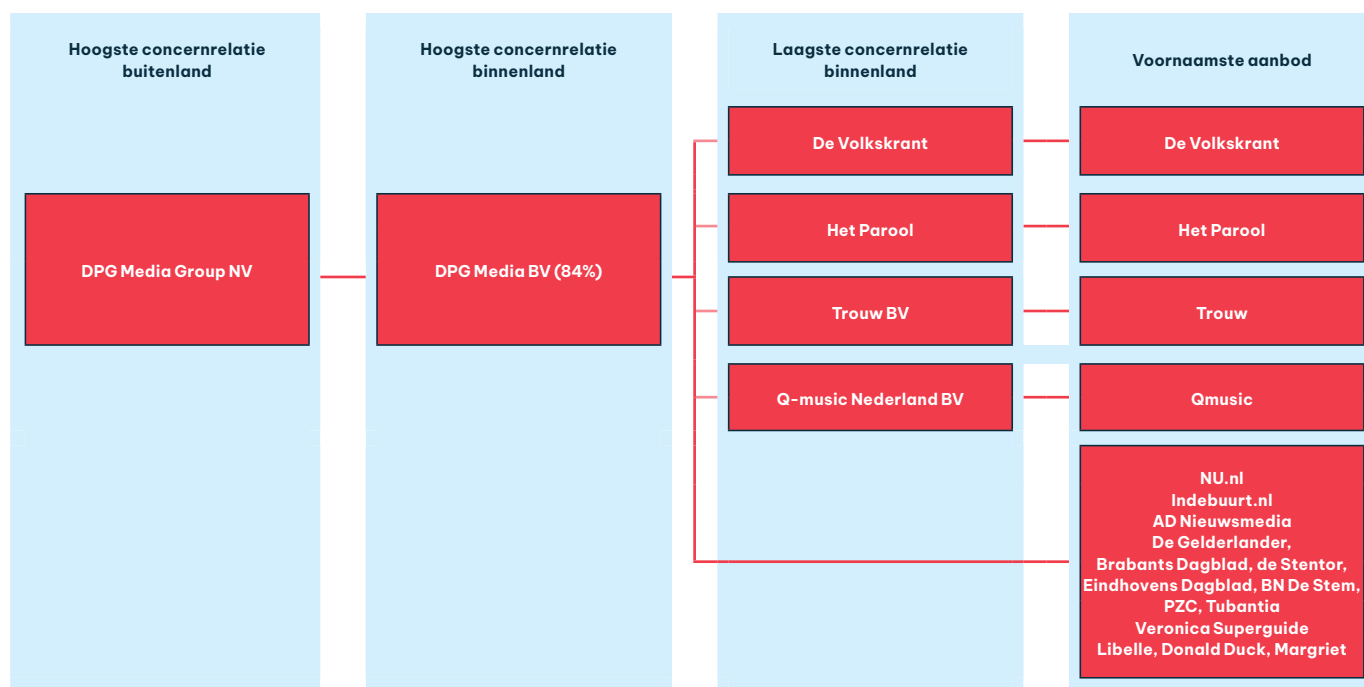 Hoogste concernrelatie
buitenland
Hoogste concernrelatie
binnenland
Laagste concernrelatie
binnenland
Voornaamste aanbod
DPG Media Group NV
DPG Media BV (84%)
De Volkskrant
De Volkskrant
Het Parool
Het Parool
Trouw BV
Trouw
Q-music Nederland BV
Qmusic
NU.nl
Indebuurt.nl
AD Nieuwsmedia
De Gelderlander,
Brabants Dagblad, de Stentor,
Eindhovens Dagblad, BN De Stem,
PZC, Tubantia
Veronica Superguide
Libelle, Donald Duck, Margriet